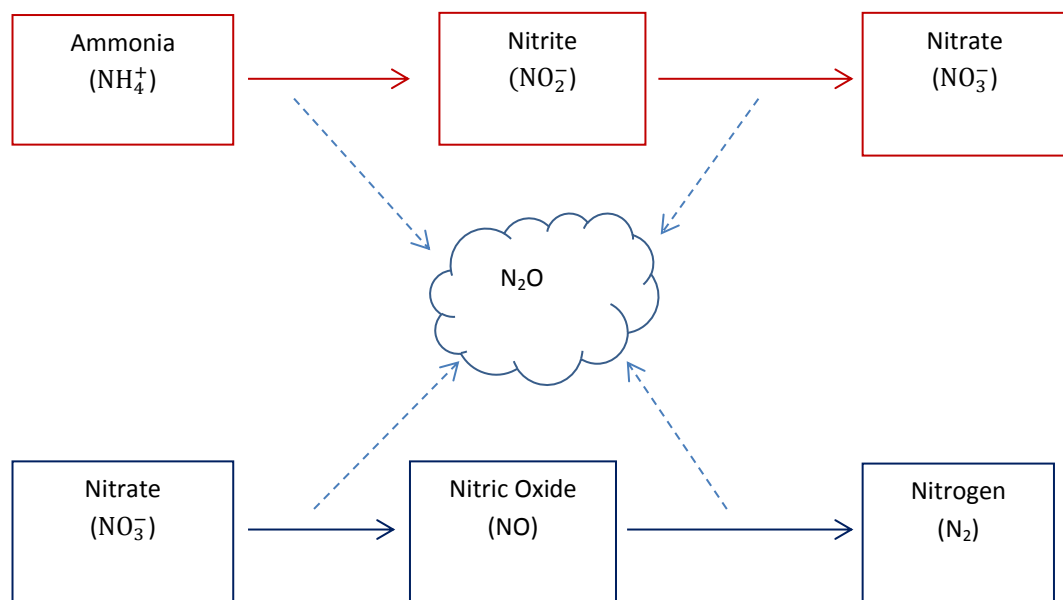 Ammonia
(NH₄⁺)
Nitrite
(NO₂⁻)
Nitrate
(NO₃⁻)
N₂O
Nitrate
(NO₃⁻)
Nitric Oxide
(NO)
Nitrogen
(N₂)